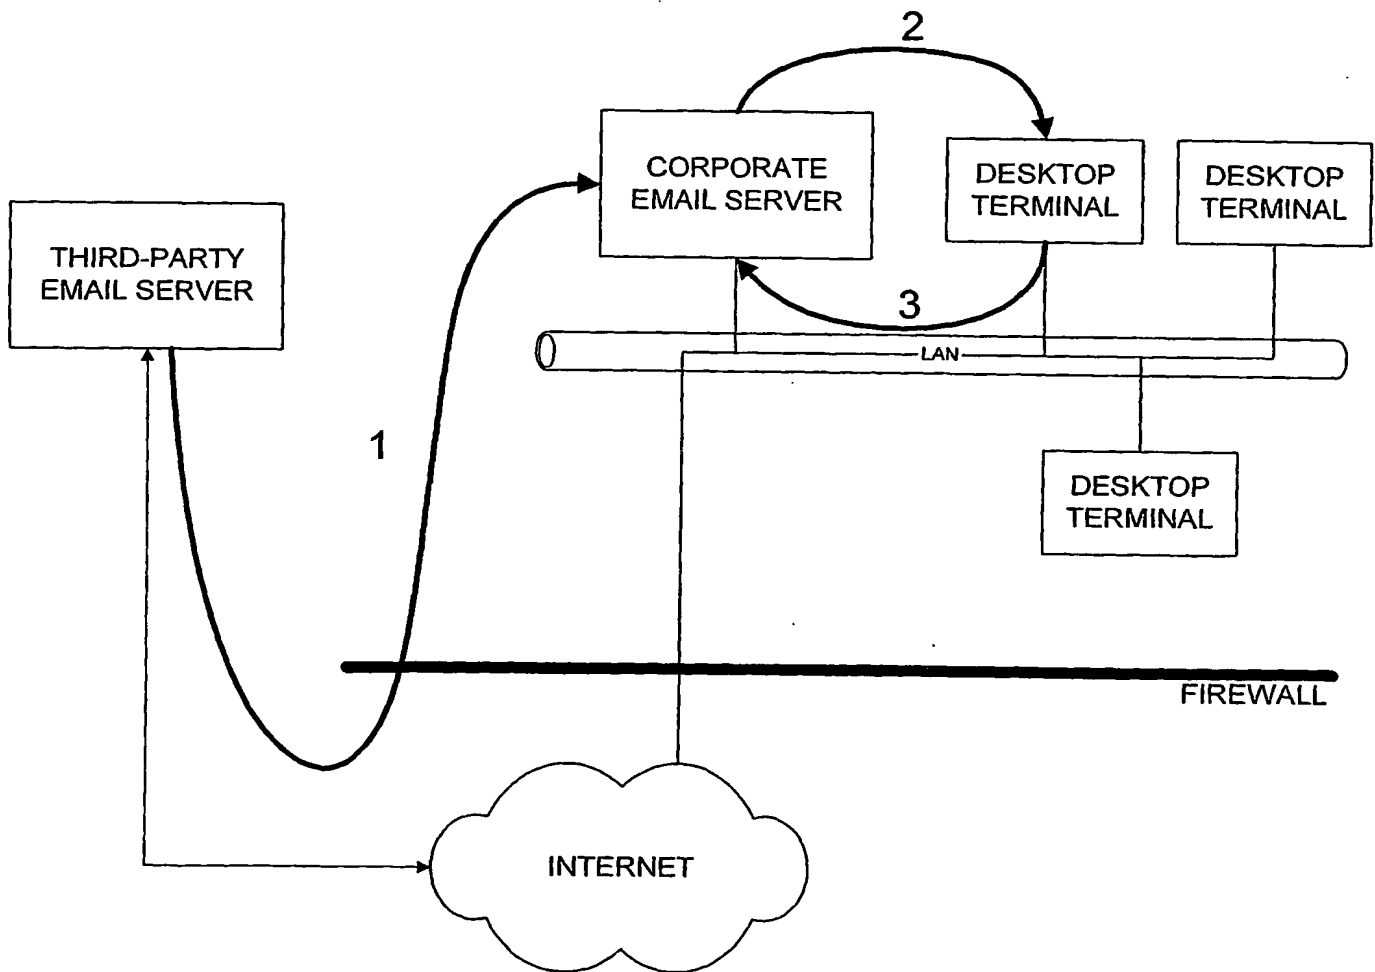 2
CORPORATE
EMAIL SERVER
DESKTOP
TERMINAL
DESKTOP
TERMINAL
THIRD-PARTY
EMAIL SERVER
3
LAN
1
DESKTOP
TERMINAL
FIREWALL
INTERNET